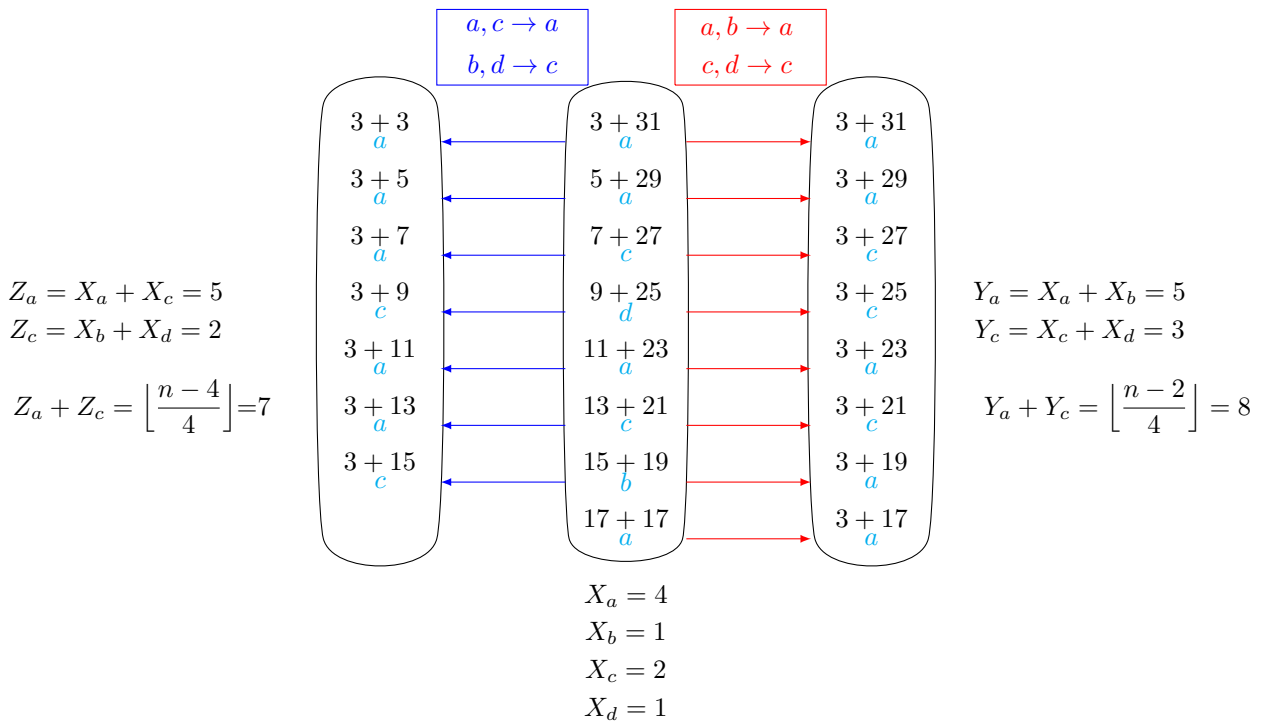 a, c → a
b, d → c
a, b → a
c, d → c
3 + 3
a
3 + 5
a
3 + 7
a
3 + 9
c
3 + 11
a
3 + 13
a
3 + 15
c
3 + 31
a
5 + 29
a
7 + 27
c
9 + 25
d
11 + 23
a
13 + 21
c
15 + 19
b
17 + 17
a
3 + 31
a
3 + 29
a
3 + 27
c
3 + 25
c
3 + 23
a
3 + 21
c
3 + 19
a
3 + 17
a
Z_a = X_a + X_c = 5
Z_c = X_b + X_d = 2
Z_a + Z_c = ⌊(n − 4)/4⌋=7
Y_a = X_a + X_b = 5
Y_c = X_c + X_d = 3
Y_a + Y_c = ⌊(n − 2)/4⌋ = 8
X_a = 4
X_b = 1
X_c = 2
X_d = 1